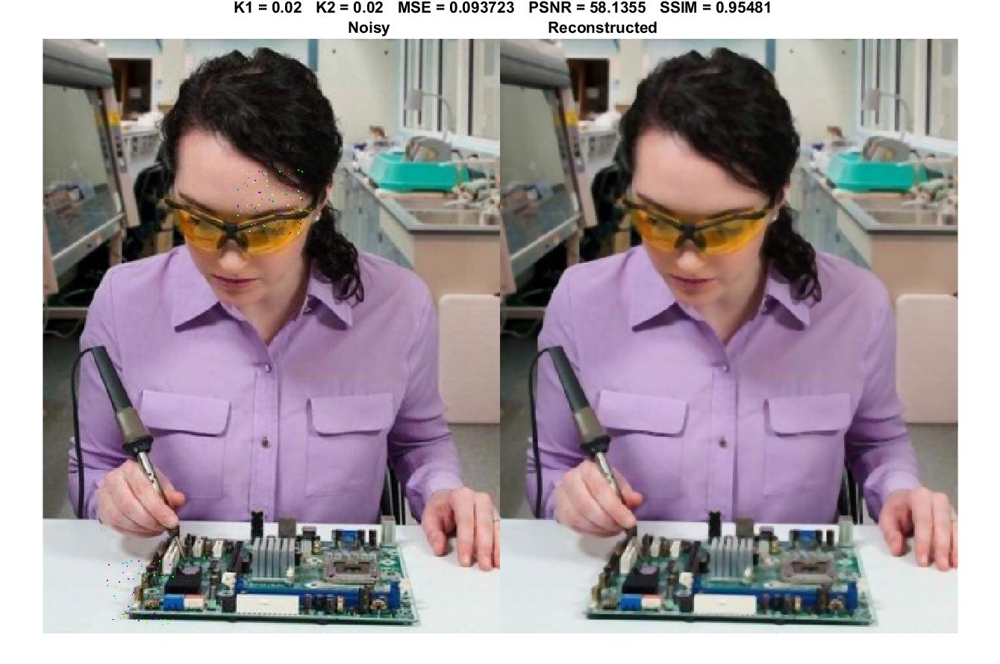 K1 = 0.02 K2 = 0.02 MSE = 0.093723 PSNR = 58.1355 SSIM = 0.95481
Noisy Reconstructed